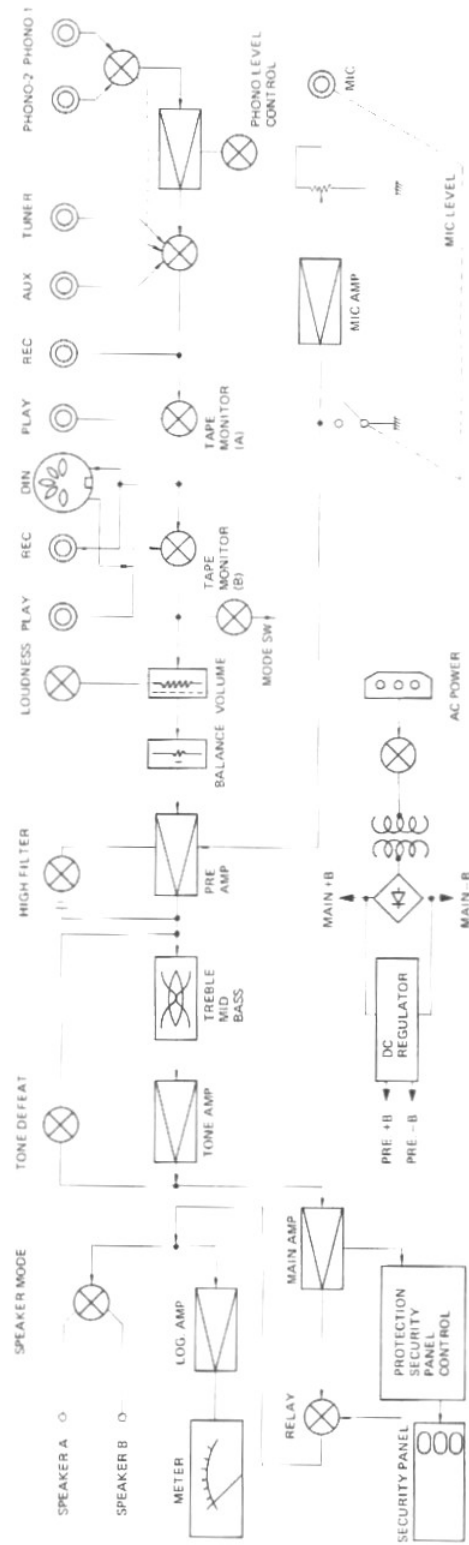 PHONO-2
PHONO 1
PHONO LEVEL
CONTROL
MIC
MIC LEVEL
TUNER
AUX
MIC AMP
REC
PLAY
TAPE
MONITOR
(A)
DIN
REC
TAPE
MONITOR
(B)
PLAY
MODE SW
LOUDNESS
VOLUME
BALANCE
AC POWER
HIGH FILTER
PRE
AMP
MAIN +B
MAIN –B
TREBLE
MID
BASS
DC
REGULATOR
PRE +B
PRE –B
TONE DEFEAT
TONE AMP
SPEAKER MODE
LOG. AMP
MAIN AMP
SPEAKER A
SPEAKER B
METER
RELAY
PROTECTION
SECURITY
PANEL
CONTROL
SECURITY PANEL